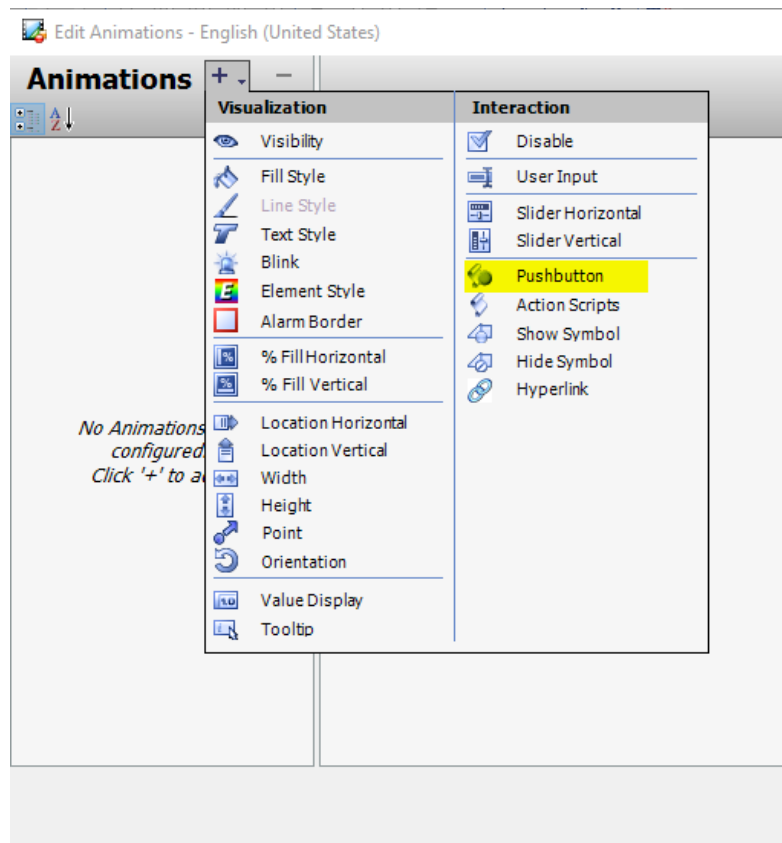 Edit Animations - English (United States)
Animations
Visualization
Visibility
Fill Style
Line Style
Text Style
Blink
Element Style
Alarm Border
% Fill Horizontal
% Fill Vertical
Location Horizontal
Location Vertical
Width
Height
Point
Orientation
Value Display
Tooltip
Interaction
Disable
User Input
Slider Horizontal
Slider Vertical
Pushbutton
Action Scripts
Show Symbol
Hide Symbol
Hyperlink
No Animations
configured.
Click '+' to